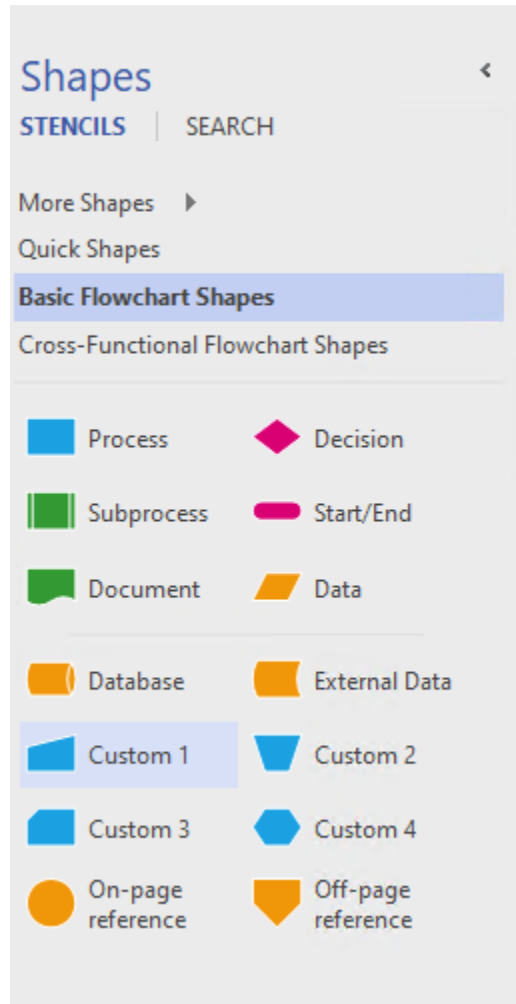 Shapes
STENCILS SEARCH
More Shapes
Quick Shapes
Basic Flowchart Shapes
Cross-Functional Flowchart Shapes
Process Decision
Subprocess Start/End
Document Data
Database External Data
Custom 1 Custom 2
Custom 3 Custom 4
On-page
reference
Off-page
reference